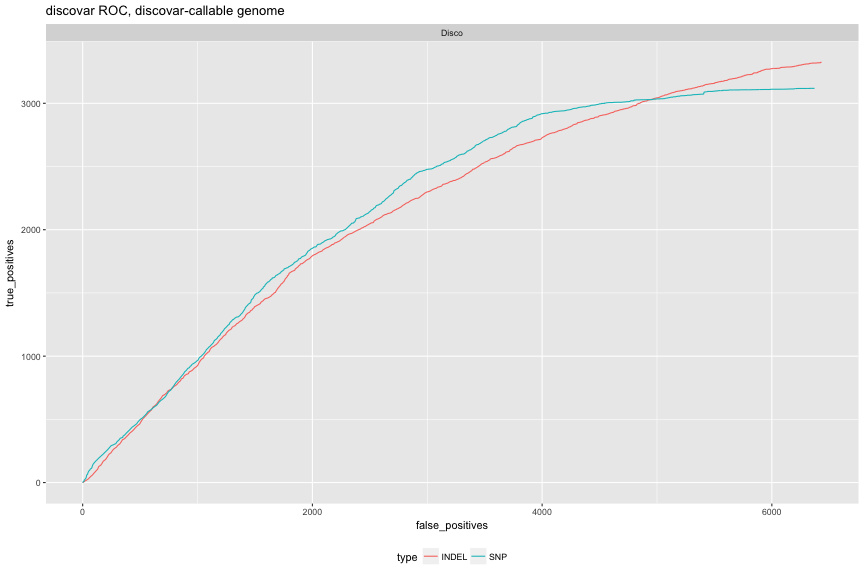 discovar ROC, discovar-callable genome
Disco
true_positives
3000
2000
1000
0
0 2000 4000 6000
false_positives
type INDEL SNP